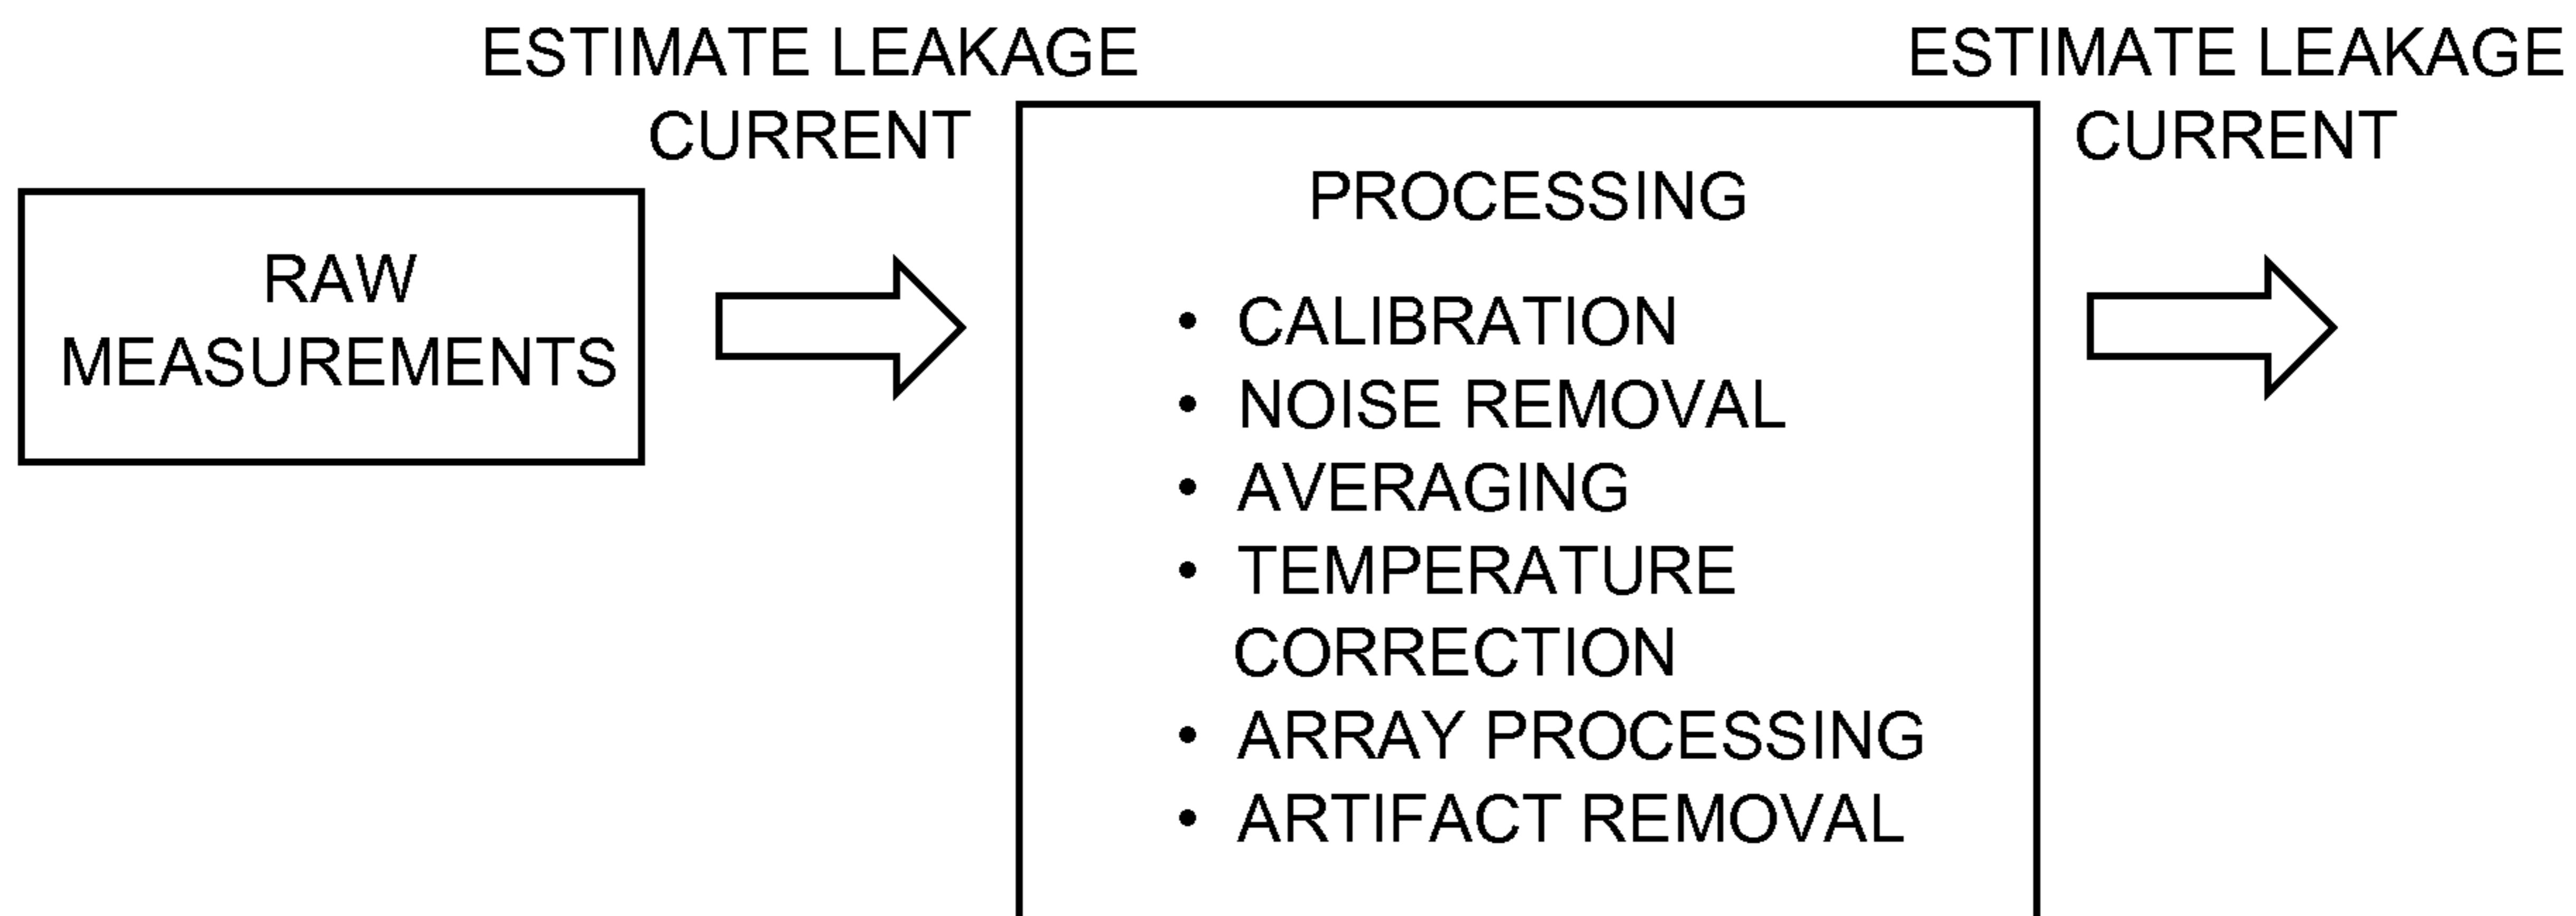 ESTIMATE LEAKAGE
CURRENT
RAW
MEASUREMENTS
PROCESSING
• CALIBRATION
• NOISE REMOVAL
• AVERAGING
• TEMPERATURE
CORRECTION
• ARRAY PROCESSING
• ARTIFACT REMOVAL
ESTIMATE LEAKAGE
CURRENT